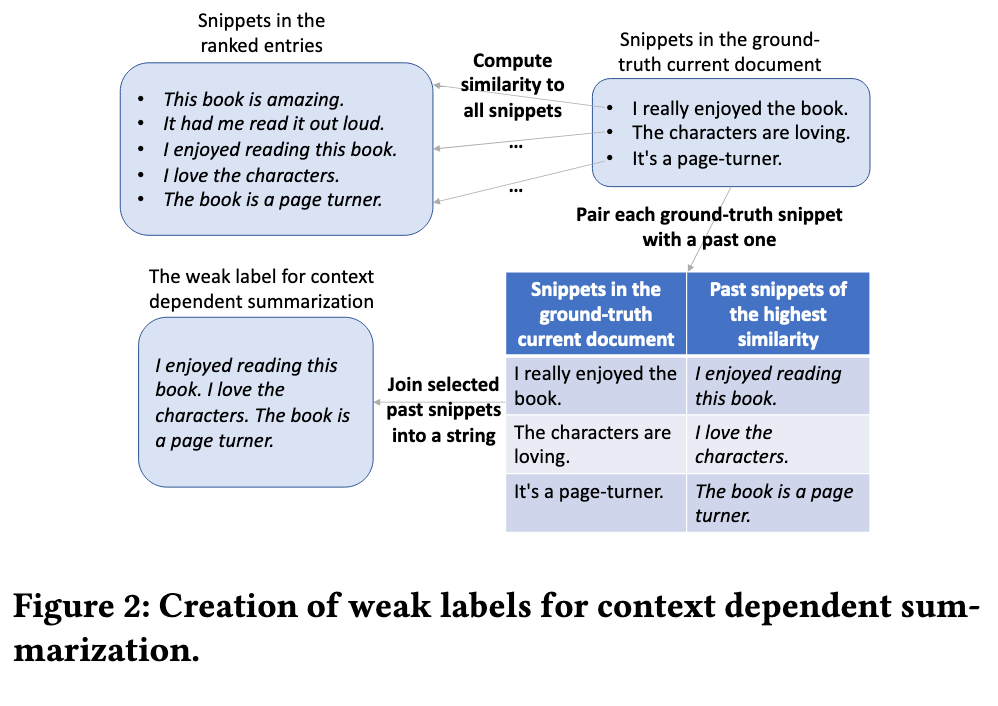 Snippets in the
ranked entries
• This book is amazing.
• It had me read it out loud.
• I enjoyed reading this book.
• I love the characters.
• The book is a page turner.
Compute
similarity to
all snippets
...
...
Snippets in the ground-
truth current document
• I really enjoyed the book.
• The characters are loving.
• It's a page-turner.
Pair each ground-truth snippet
with a past one
Snippets in the
ground-truth
current document
Past snippets of
the highest
similarity
I really enjoyed the
book.
I enjoyed reading
this book.
The characters are
loving.
I love the
characters.
It's a page-turner.
The book is a page
turner.
Join selected
past snippets
into a string
The weak label for context
dependent summarization
I enjoyed reading this
book. I love the
characters. The book is
a page turner.
Figure 2: Creation of weak labels for context dependent sum-
marization.